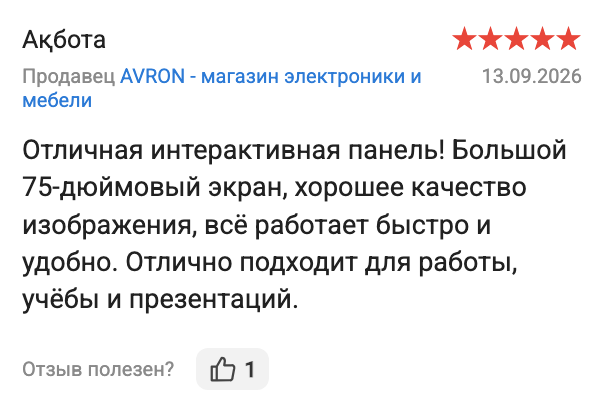 Ақбота
Продавец AVRON - магазин электроники и мебели
13.09.2026
Отличная интерактивная панель! Большой
75-дюймовый экран, хорошее качество
изображения, всё работает быстро и
удобно. Отлично подходит для работы,
учёбы и презентаций.
Отзыв полезен?
1